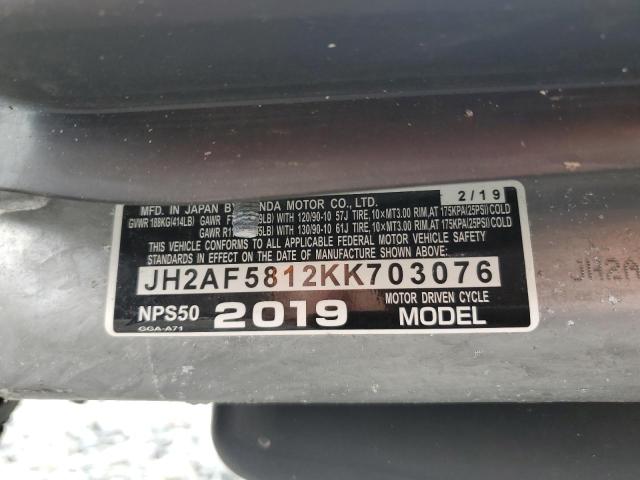 MFD. IN JAPAN BY HONDA MOTOR CO., LTD. 2/19
GVWR 188KG(414LB) GAWR WITH 120/90-10 57J TIRE, 10×MT3.00 RIM, AT 175KPA(25PSI) COLD
GAWR WITH 130/90-10 61J TIRE, 10×MT3.00 RIM, AT 175KPA(25PSI) COLD
THIS VEHICLE CONFORMS TO ALL APPLICABLE FEDERAL MOTOR VEHICLE
SAFETY STANDARDS IN EFFECT ON THE DATE OF MANUFACTURE SHOWN ABOVE.
JH2AF5812KK703076
NPS50 2019 MOTOR DRIVEN CYCLE
GGA-A71 MODEL
JH2A